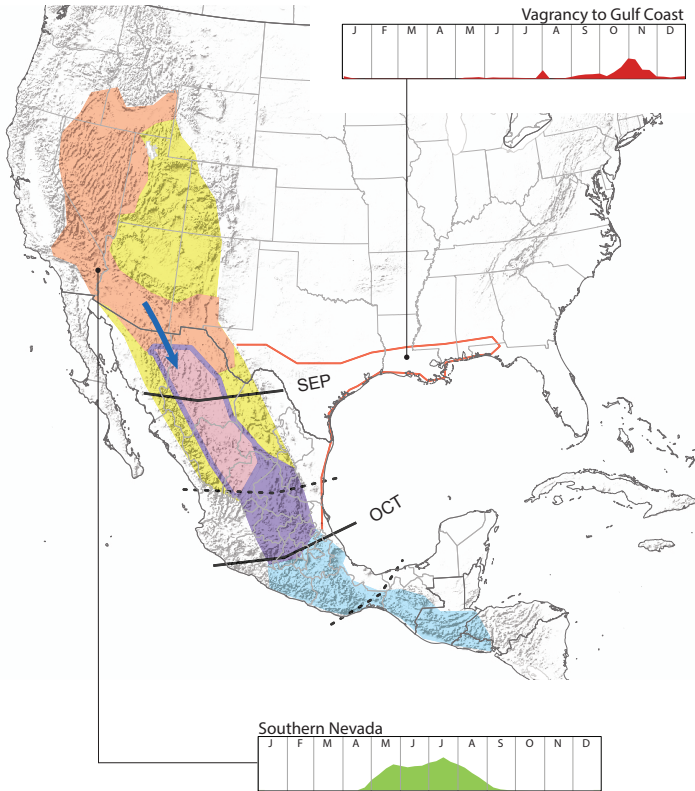 Vagrancy to Gulf Coast
J F M A M J J A S O N D
SEP
OCT
Southern Nevada
J F M A M J J A S O N D